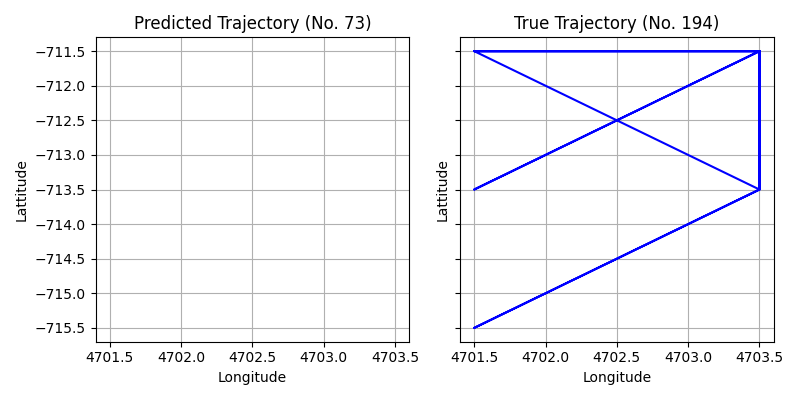 Predicted Trajectory (No. 73)
True Trajectory (No. 194)
Lattitude
−711.5
−712.0
−712.5
−713.0
−713.5
−714.0
−714.5
−715.0
−715.5
4701.5 4702.0 4702.5 4703.0 4703.5
Longitude
Lattitude
4701.5 4702.0 4702.5 4703.0 4703.5
Longitude